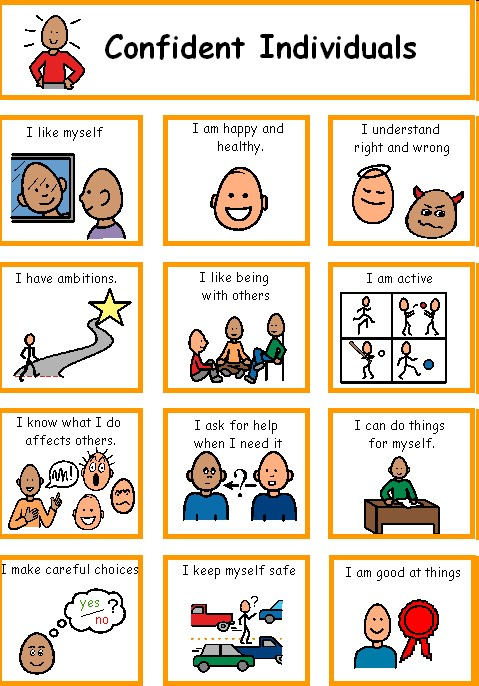 Confident Individuals
I like myself
I am happy and
healthy.
I understand
right and wrong
I have ambitions.
I like being
with others
I am active
I know what I do
affects others.
I ask for help
when I need it
?
I can do things
for myself.
I make careful choices
yes ?
no
I keep myself safe
?
I am good at things